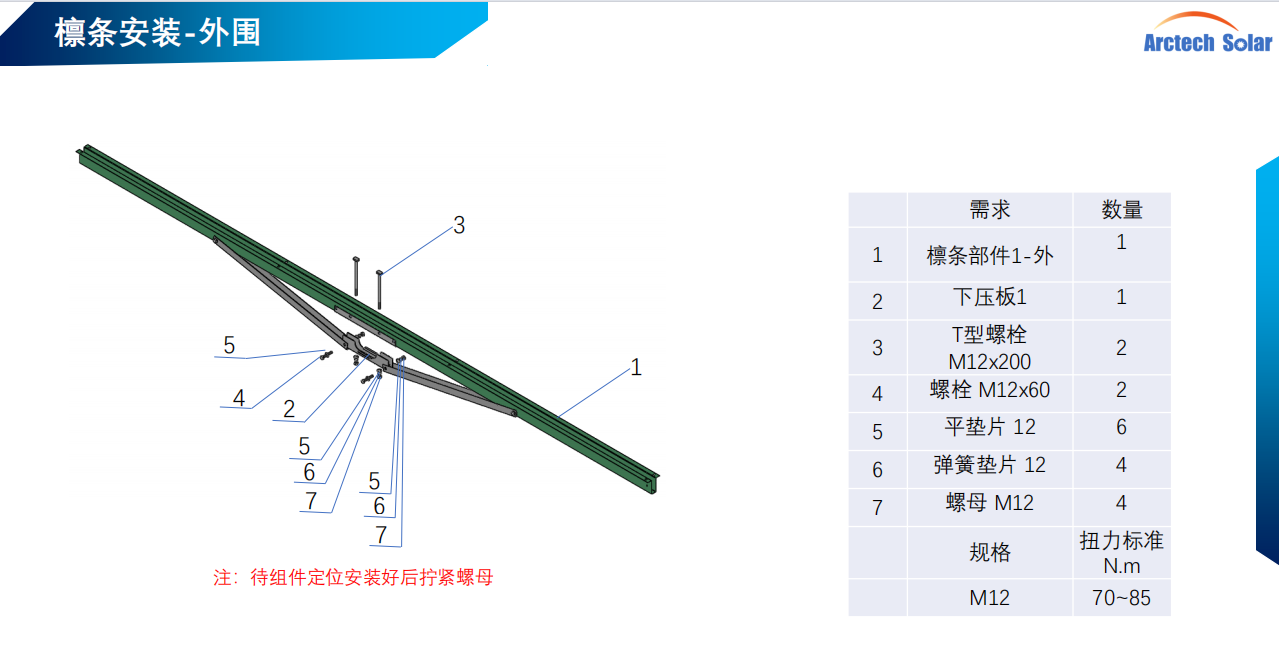 檩条安装-外围
Arctech Solar
3
5
4
2
1
5
6
7
5
6
7
注：待组件定位安装好后拧紧螺母
需求 数量
1 檩条部件1-外 1
2 下压板1 1
3 T型螺栓 M12x200 2
4 螺栓 M12x60 2
5 平垫片 12 6
6 弹簧垫片 12 4
7 螺母 M12 4
规格 扭力标准 N.m
M12 70~85